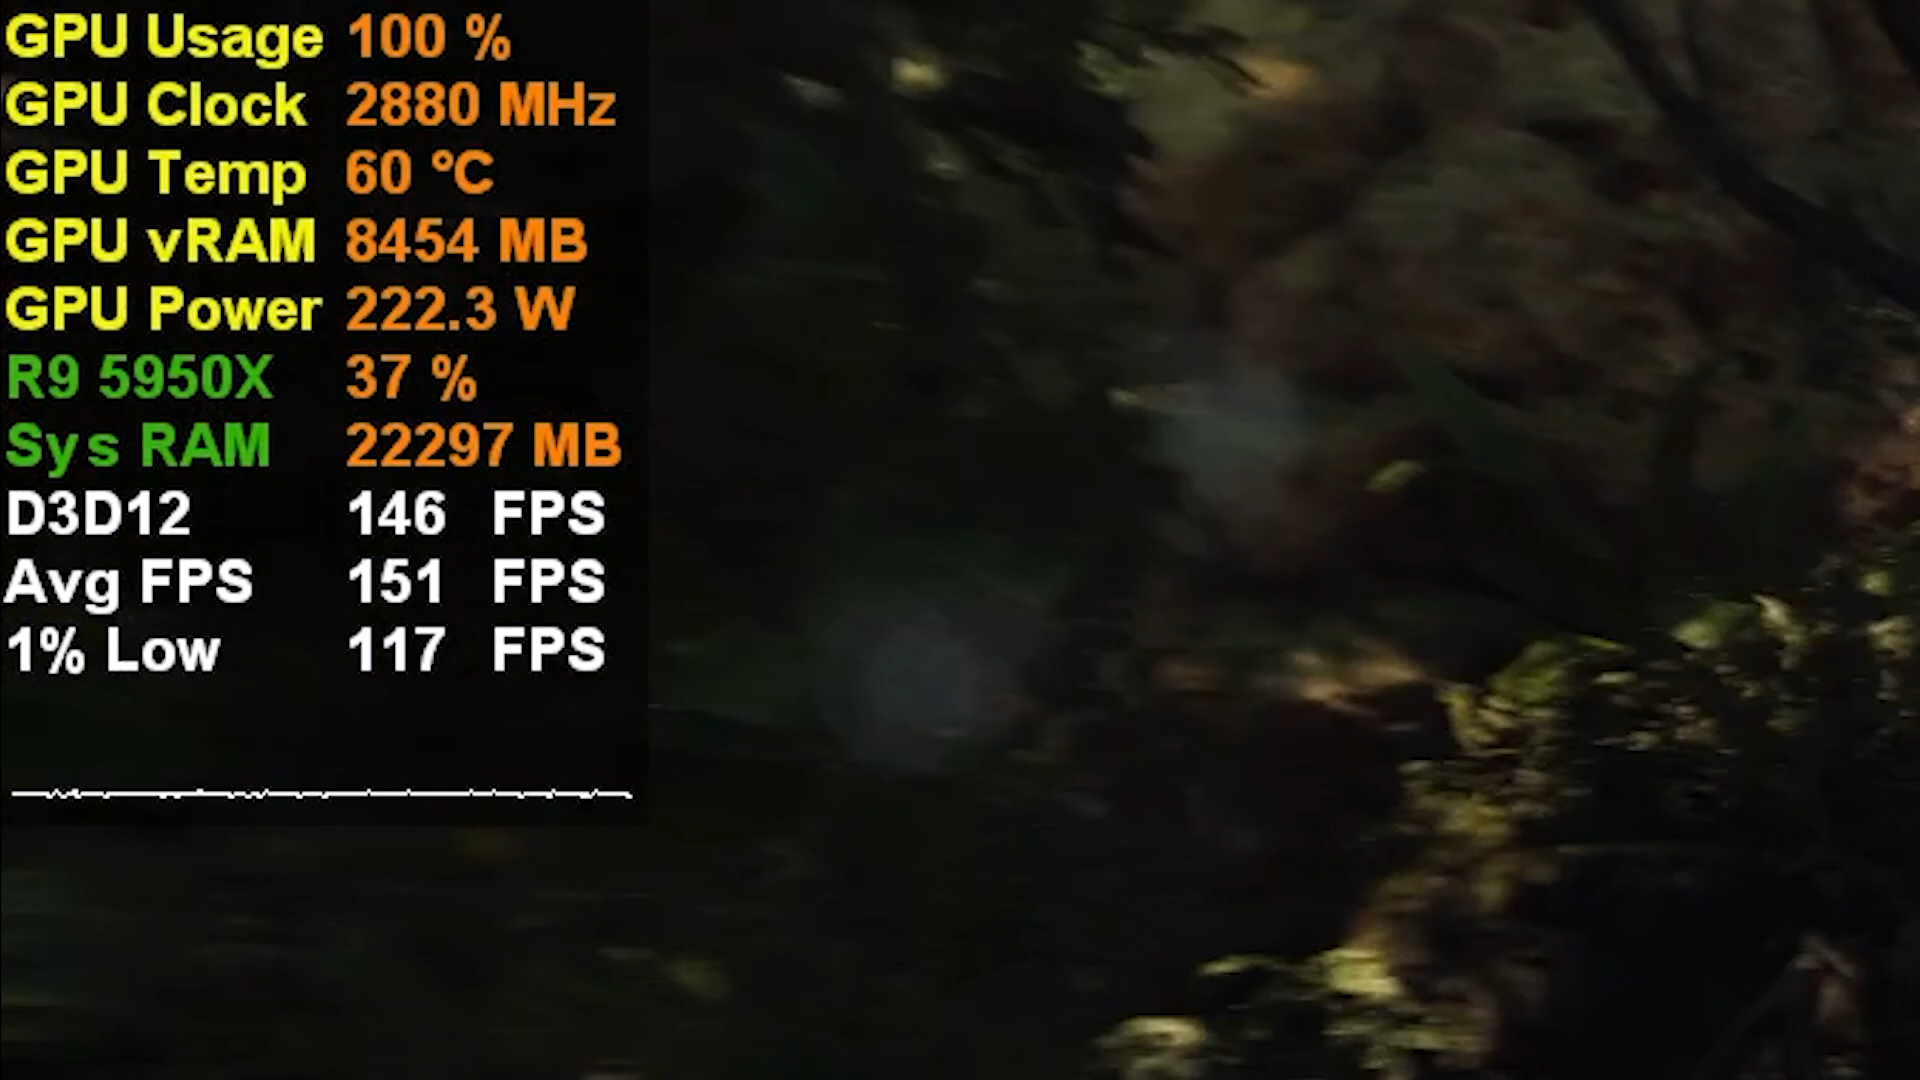 GPU Usage 100 %
GPU Clock 2880 MHz
GPU Temp 60 °C
GPU vRAM 8454 MB
GPU Power 222.3 W
R9 5950X 37 %
Sys RAM 22297 MB
D3D12 146 FPS
Avg FPS 151 FPS
1% Low 117 FPS